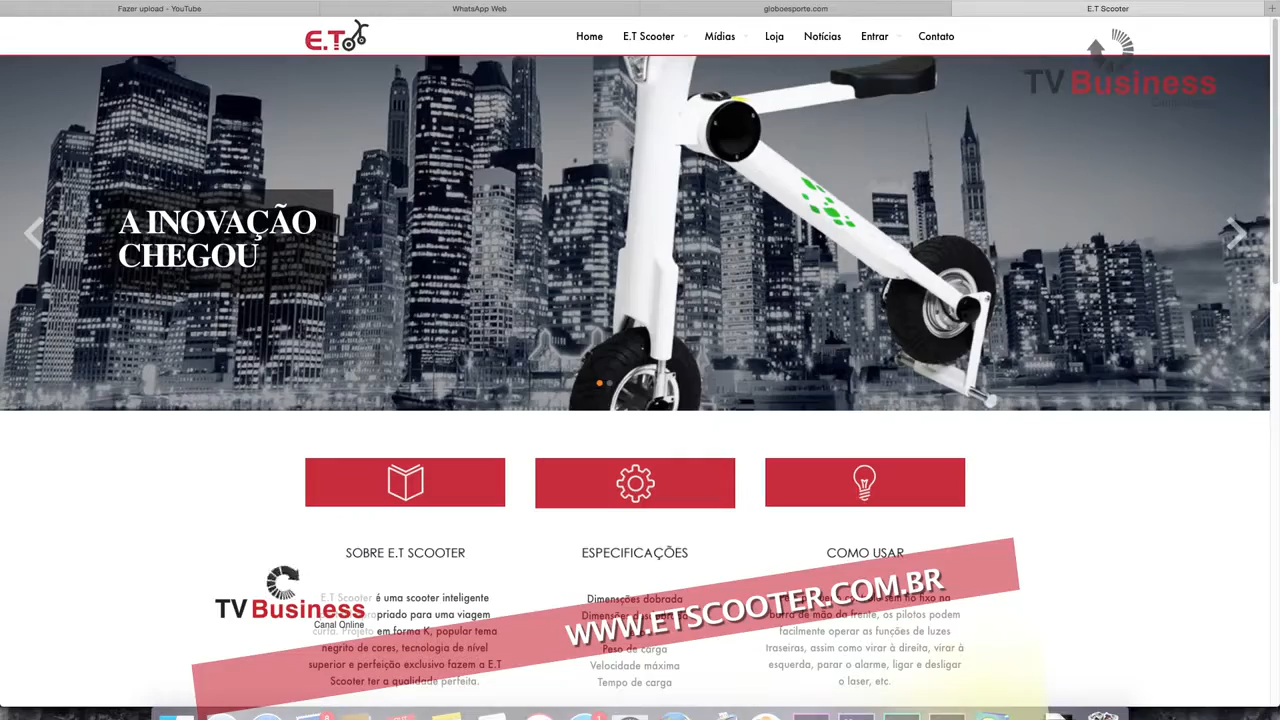 Fazer upload - YouTube
WhatsApp Web
globoesporte.com
E.T Scooter
E.T
Home
E.T Scooter
Mídias
Loja
Notícias
Entrar
Contato
TV Business
A INOVAÇÃO
CHEGOU
SOBRE E.T SCOOTER
E.T Scooter é uma scooter inteligente
para uma viagem
curta. Projeto em forma K, popular tema
negrito de cores, tecnologia de nível
superior e perfeição exclusivo fazem a E.T
Scooter ter a qualidade perfeita.
TV Business
Canal Online
ESPECIFICAÇÕES
Dimensções dobrada
Peso de carga
Velocidade máxima
Tempo de carga
COMO USAR
barra de mão da frente, os pilotos podem
facilmente operar as funções de luzes
traseiras, assim como virar à direita, virar à
esquerda, parar o alarme, ligar e desligar
o laser, etc.
WWW.ETSCOOTER.COM.BR